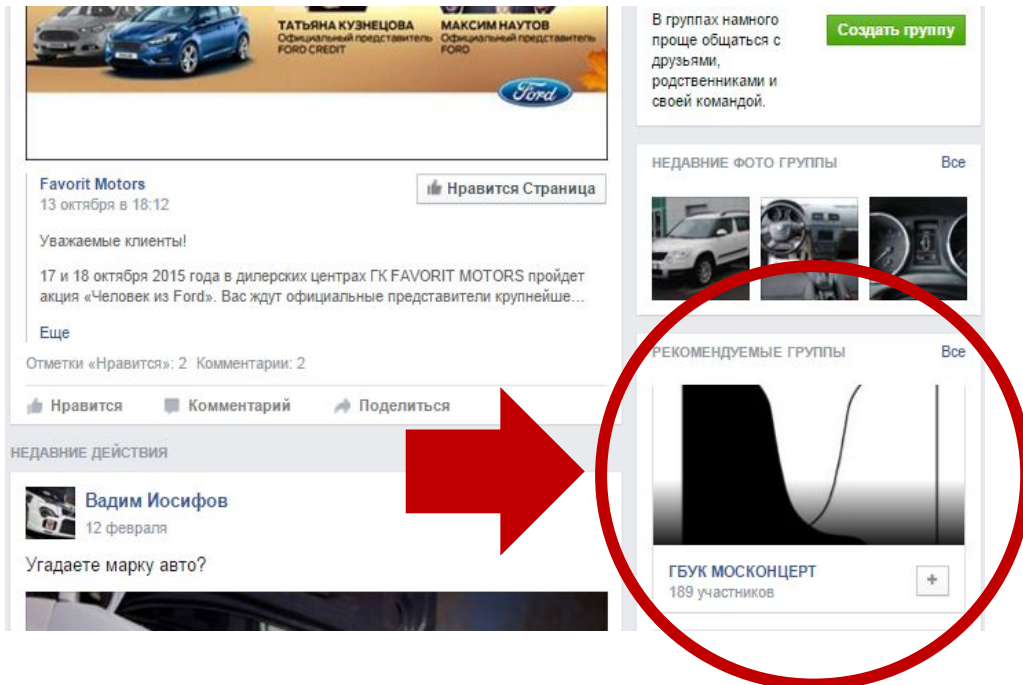 ТАТЬЯНА КУЗНЕЦОВА
Официальный представитель
FORD CREDIT
МАКСИМ НАУТОВ
Официальный представитель
FORD
Ford
Favorit Motors
13 октября в 18:12
Нравится Страница
Уважаемые клиенты!
17 и 18 октября 2015 года в дилерских центрах ГК FAVORIT MOTORS пройдет
акция «Человек из Ford». Вас ждут официальные представители крупнейше...
Еще
Отметки «Нравится»: 2 Комментарии: 2
Нравится Комментарий Поделиться
НЕДАВНИЕ ДЕЙСТВИЯ
Вадим Иосифов
12 февраля
Угадаете марку авто?
В группах намного
проще общаться с
друзьями,
родственниками и
своей командой.
Создать группу
НЕДАВНИЕ ФОТО ГРУППЫ Все
РЕКОМЕНДУЕМЫЕ ГРУППЫ Все
ГБУК МОСКОНЦЕРТ
189 участников
+